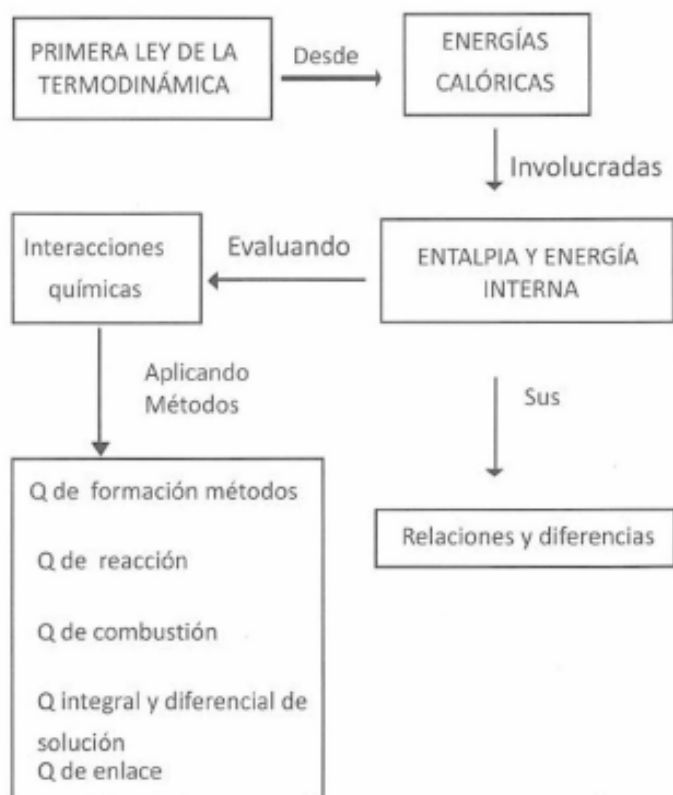 PRIMERA LEY DE LA
TERMODINÁMICA
Desde
ENERGÍAS
CALÓRICAS
Involucradas
ENTALPIA Y ENERGÍA
INTERNA
Evaluando
Interacciones
químicas
Aplicando
Métodos
Sus
Relaciones y diferencias
Q de formación métodos
Q de reacción
Q de combustión
Q integral y diferencial de
solución
Q de enlace